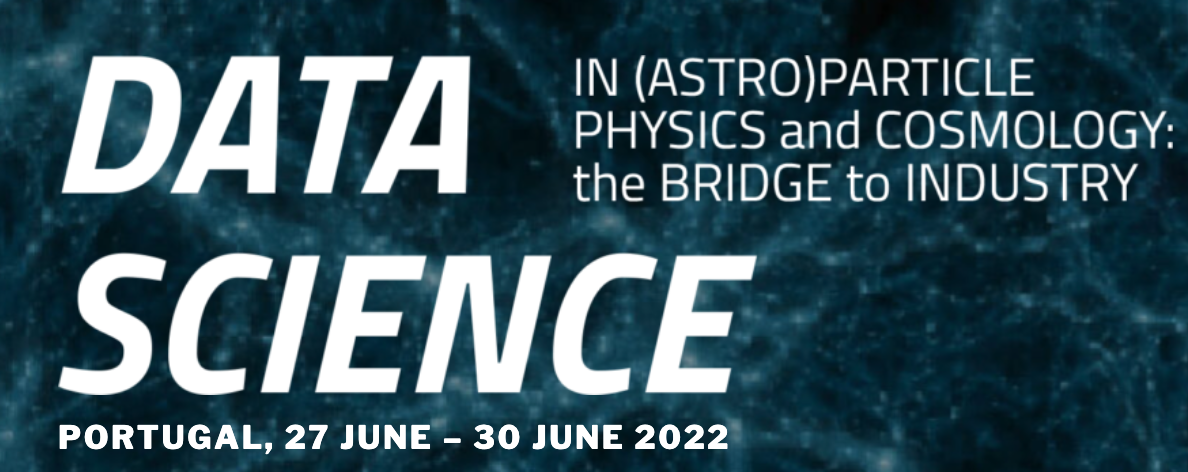 DATA
SCIENCE
IN (ASTRO)PARTICLE
PHYSICS and COSMOLOGY:
the BRIDGE to INDUSTRY
PORTUGAL, 27 JUNE – 30 JUNE 2022